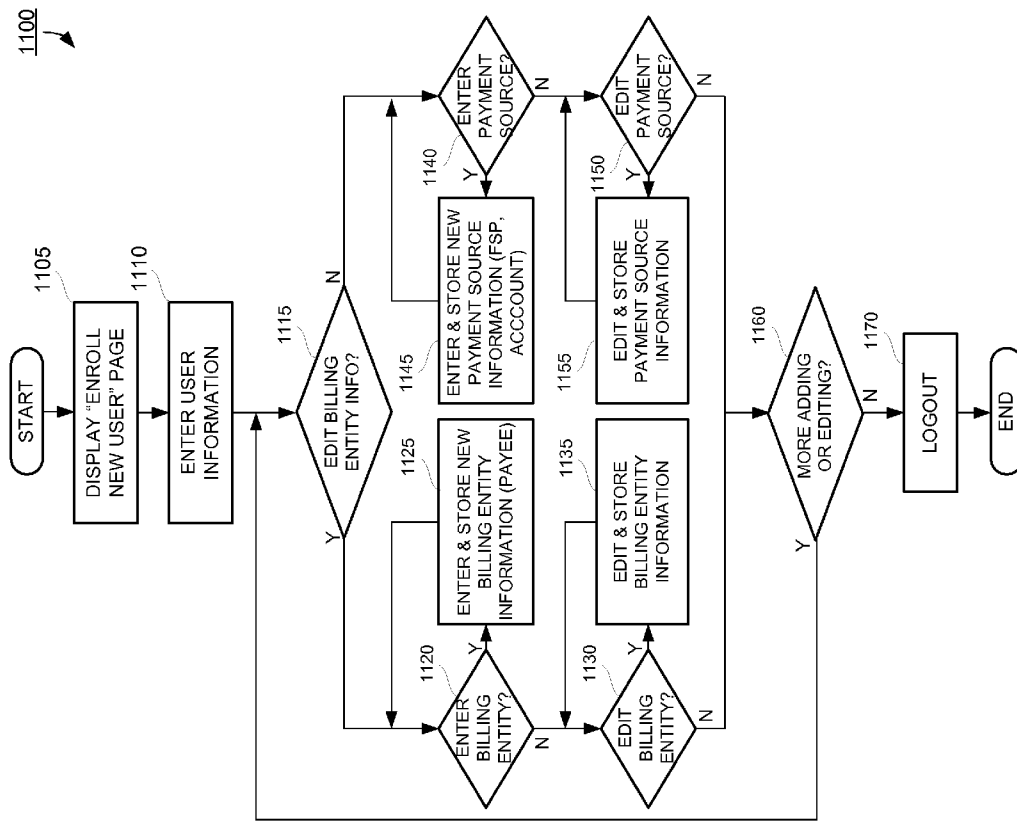 1100
START
1105
DISPLAY “ENROLL
NEW USER” PAGE
1110
ENTER USER
INFORMATION
1115
EDIT BILLING
ENTITY INFO?
Y
N
1120
ENTER
BILLING
ENTITY?
Y
N
1125
ENTER & STORE NEW
BILLING ENTITY
INFORMATION (PAYEE)
1130
EDIT
BILLING
ENTITY?
Y
N
1135
EDIT & STORE
BILLING ENTITY
INFORMATION
1140
ENTER
PAYMENT
SOURCE?
Y
N
1145
ENTER & STORE NEW
PAYMENT SOURCE
INFORMATION (FSP,
ACCCOUNT)
1150
EDIT
PAYMENT
SOURCE?
Y
N
1155
EDIT & STORE
PAYMENT SOURCE
INFORMATION
1160
MORE ADDING
OR EDITING?
Y
N
1170
LOGOUT
END